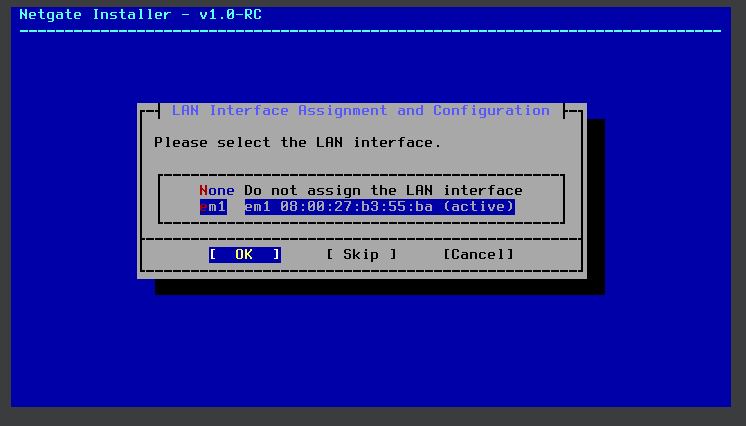 Netgate Installer - v1.0-RC
LAN Interface Assignment and Configuration
Please select the LAN interface.
None Do not assign the LAN interface
em1 em1 08:00:27:b3:55:ba (active)
[ OK ] [ Skip ] [Cancel]